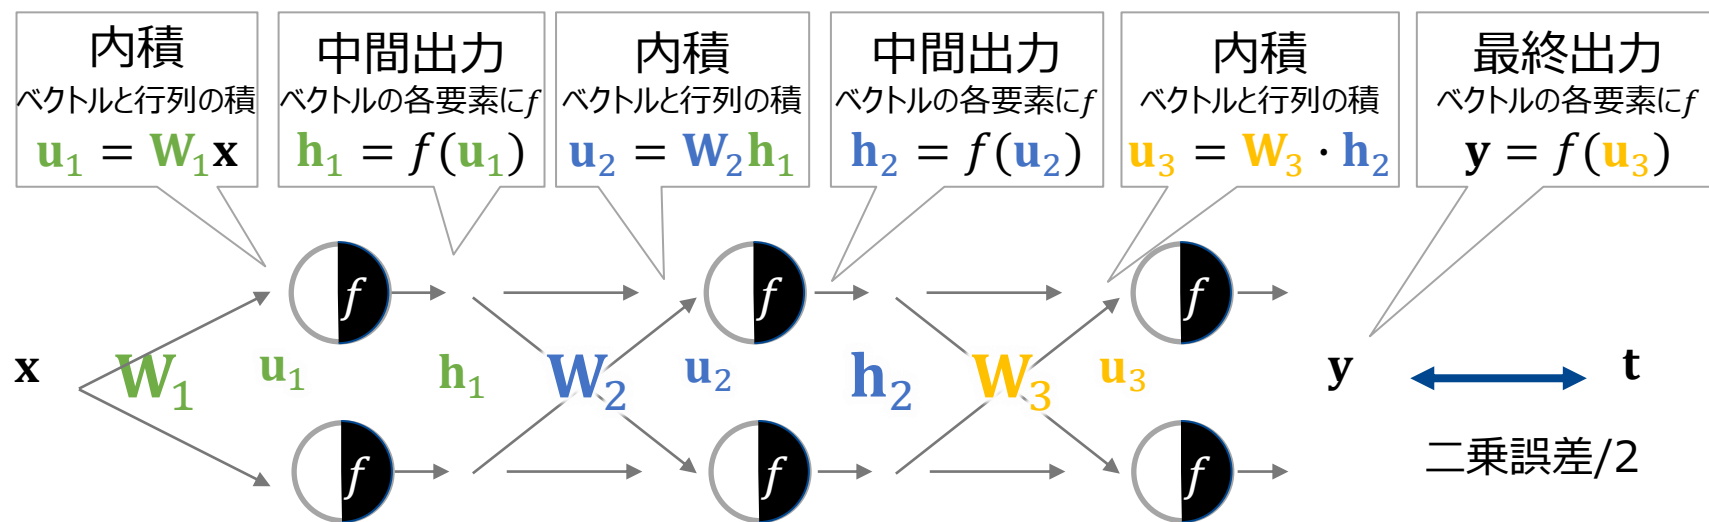 内積
ベクトルと行列の積
u₁ = W₁x
中間出力
ベクトルの各要素にf
h₁ = f(u₁)
内積
ベクトルと行列の積
u₂ = W₂h₁
中間出力
ベクトルの各要素にf
h₂ = f(u₂)
内積
ベクトルと行列の積
u₃ = W₃ · h₂
最終出力
ベクトルの各要素にf
y = f(u₃)
f
f
f
x
W₁
u₁
h₁
W₂
u₂
h₂
W₃
u₃
y
t
f
f
f
二乗誤差/2